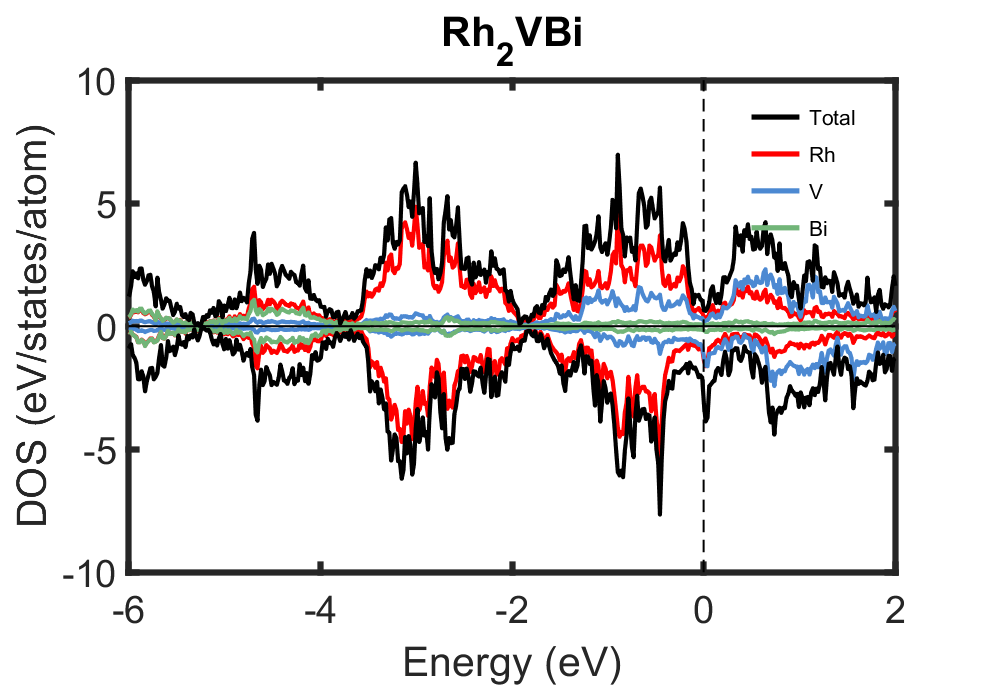 Rh2VBi
10
5
0
-5
-10
DOS (eV/states/atom)
Total
Rh
V
Bi
-6 -4 -2 0 2
Energy (eV)